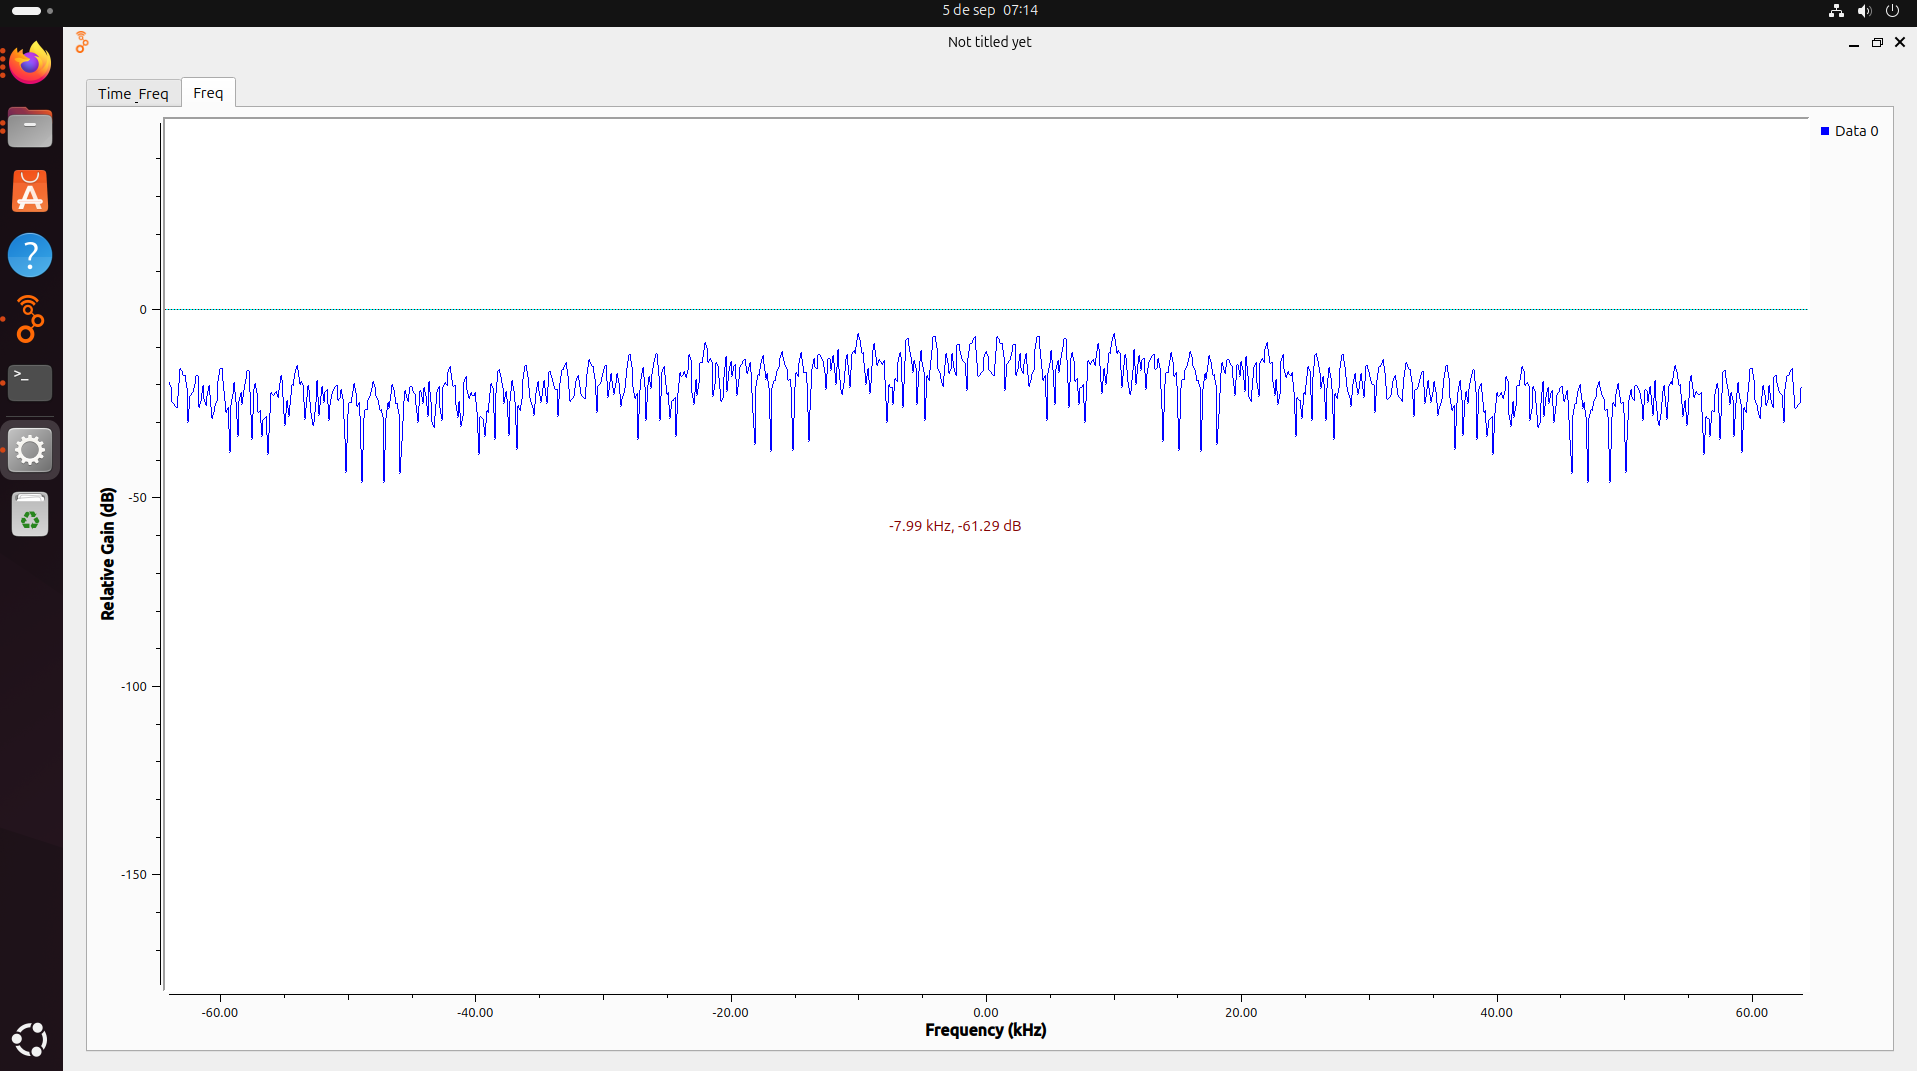 5 de sep 07:14
Not titled yet
Time_Freq
Freq
Data 0
0
-50
-100
-150
Relative Gain (dB)
-7.99 kHz, -61.29 dB
-60.00
-40.00
-20.00
0.00
20.00
40.00
60.00
Frequency (kHz)